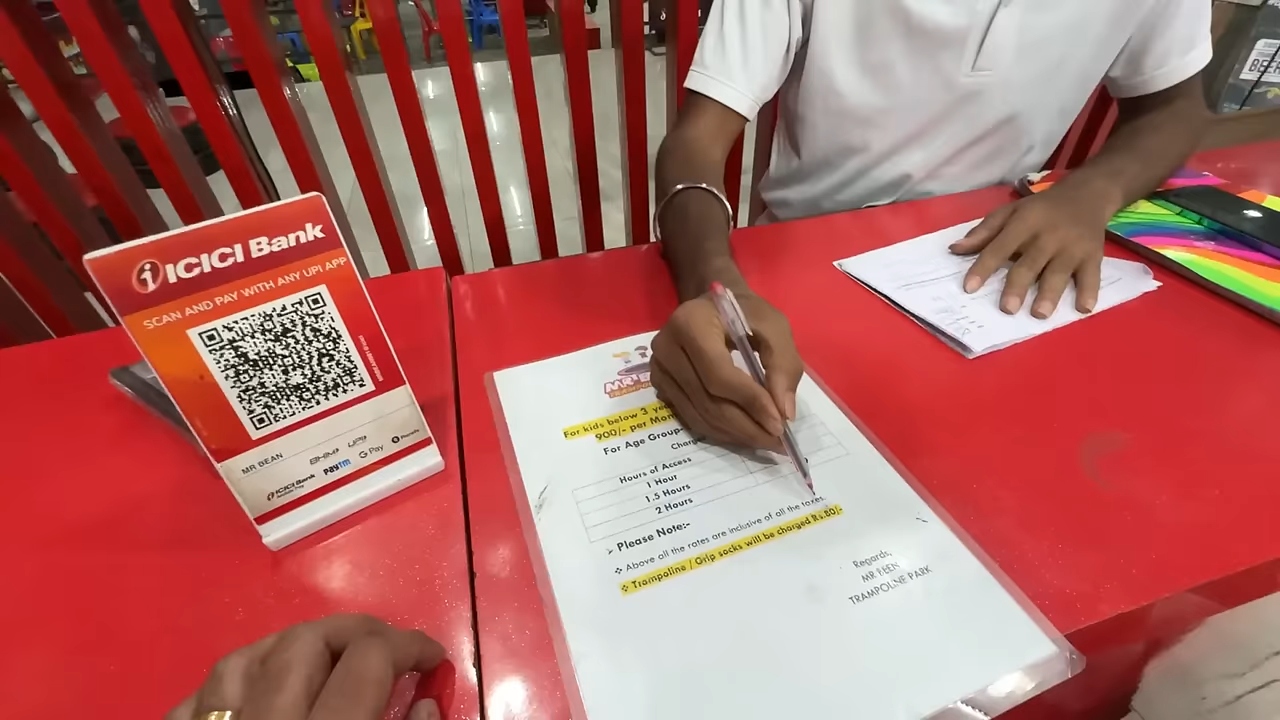 ICICI Bank
SCAN AND PAY WITH ANY UPI APP
MR BEAN
BHIM UPI
ICICI Bank
paytm
G Pay
PhonePe
For kids below 3
900/- per
For Age Group-
Hours of Access
1 Hour
1.5 Hours
2 Hours
Please Note:-
Above all the rates are inclusive of all the taxes.
Trampoline / Grip socks will be charged Rs.80/-
Regards,
MR BEEN
TRAMPOLINE PARK